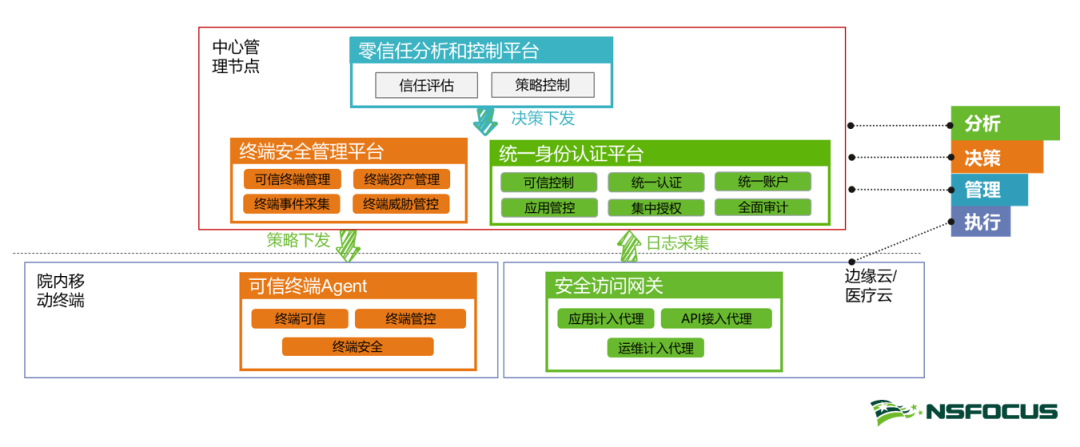 中心管
理节点
零信任分析和控制平台
信任评估
策略控制
决策下发
终端安全管理平台
可信终端管理
终端资产管理
终端事件采集
终端威胁管控
统一身份认证平台
可信控制
统一认证
统一账户
应用管控
集中授权
全面审计
分析
决策
管理
执行
策略下发
日志采集
院内移
动终端
可信终端Agent
终端可信
终端管控
终端安全
安全访问网关
应用计入代理
API接入代理
运维计入代理
边缘云/
医疗云
NSFOCUS